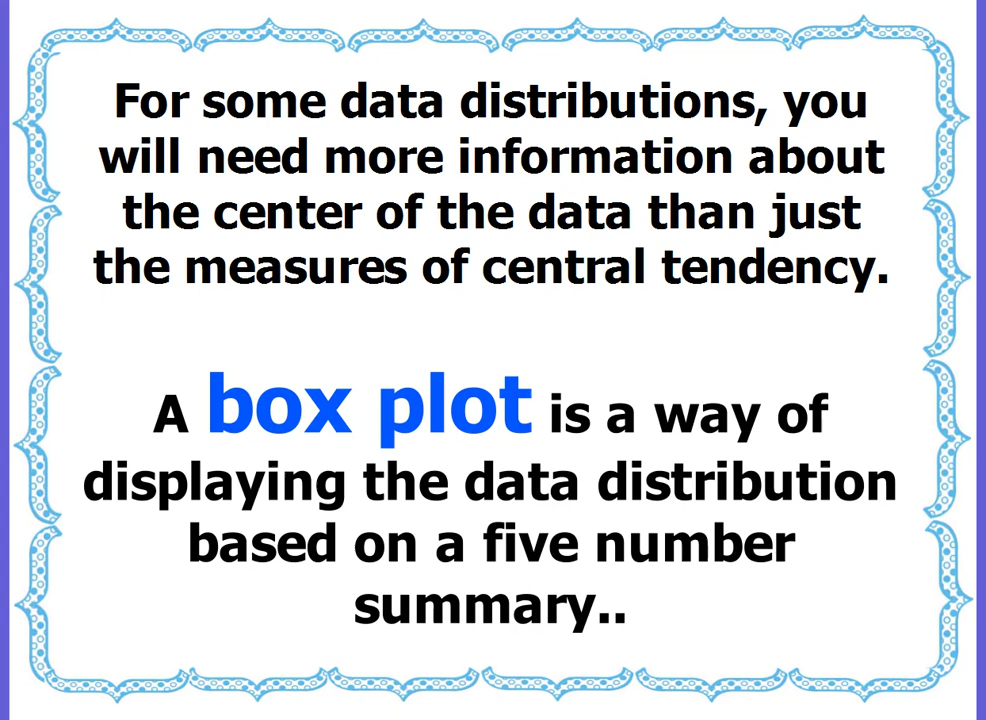 For some data distributions, you
will need more information about
the center of the data than just
the measures of central tendency.
A box plot is a way of
displaying the data distribution
based on a five number
summary..